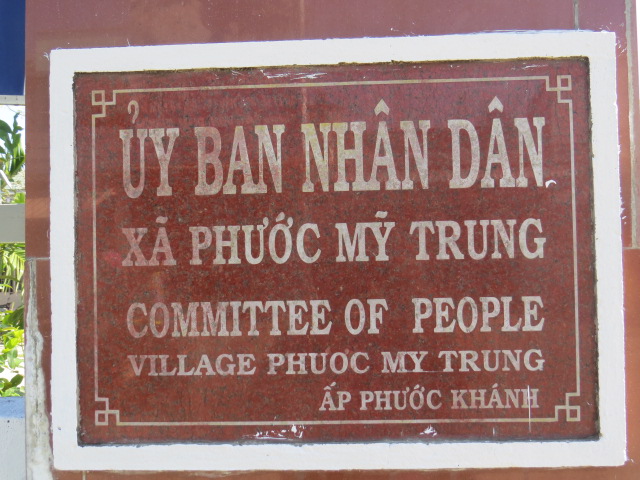 ỦY BAN NHÂN DÂN
XÃ PHƯỚC MỸ TRUNG
COMMITTEE OF PEOPLE
VILLAGE PHUOC MY TRUNG
ẤP PHƯỚC KHÁNH